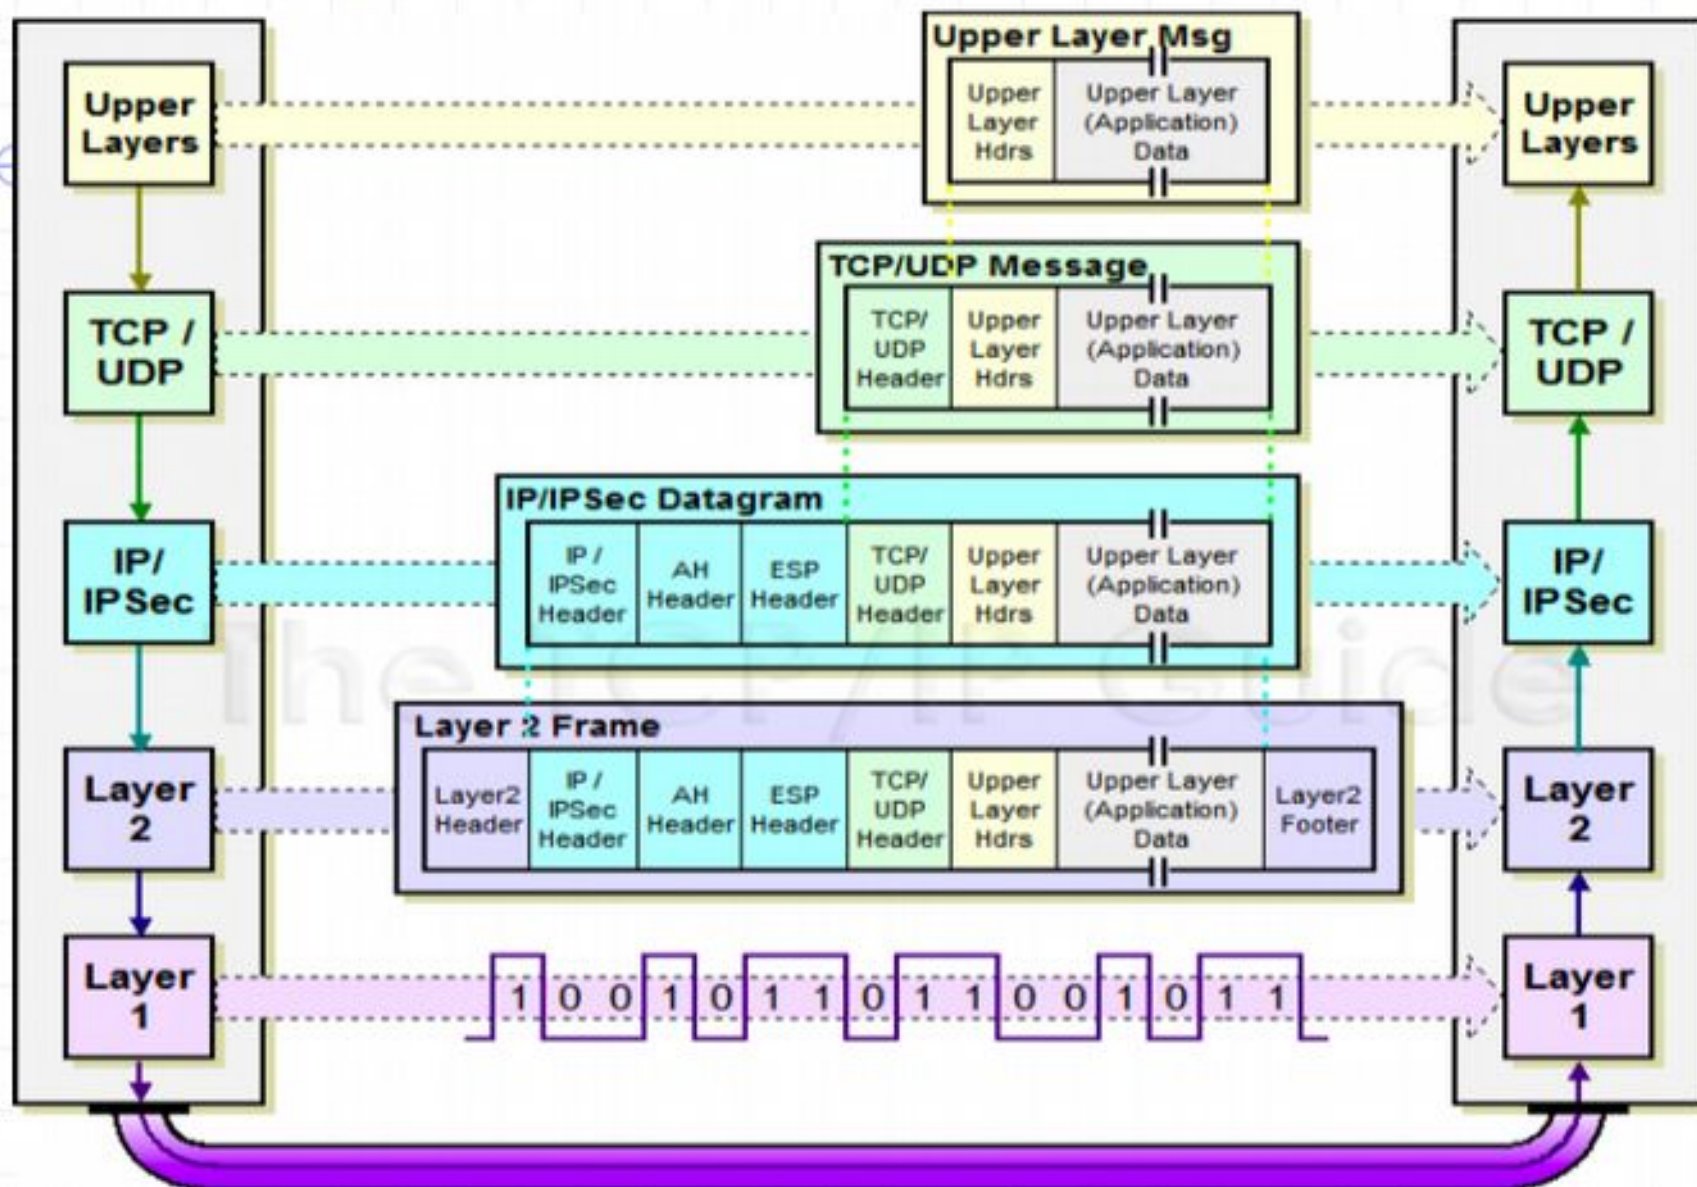 Upper Layer Msg
Upper
Layers
Upper
Layer
Hdrs
Upper Layer
(Application)
Data
Upper
Layers
TCP/UDP Message
TCP /
UDP
TCP/
UDP
Header
Upper
Layer
Hdrs
Upper Layer
(Application)
Data
TCP /
UDP
IP/IPSec Datagram
IP/
IPSec
IP /
IPSec
Header
AH
Header
ESP
Header
TCP/
UDP
Header
Upper
Layer
Hdrs
Upper Layer
(Application)
Data
IP/
IPSec
The TCP/IP Guide
Layer 2 Frame
Layer
2
Layer2
Header
IP /
IPSec
Header
AH
Header
ESP
Header
TCP/
UDP
Header
Upper
Layer
Hdrs
Upper Layer
(Application)
Data
Layer2
Footer
Layer
2
Layer
1
1 0 0 1 0 1 1 0 1 1 0 0 1 0 1 1
Layer
1